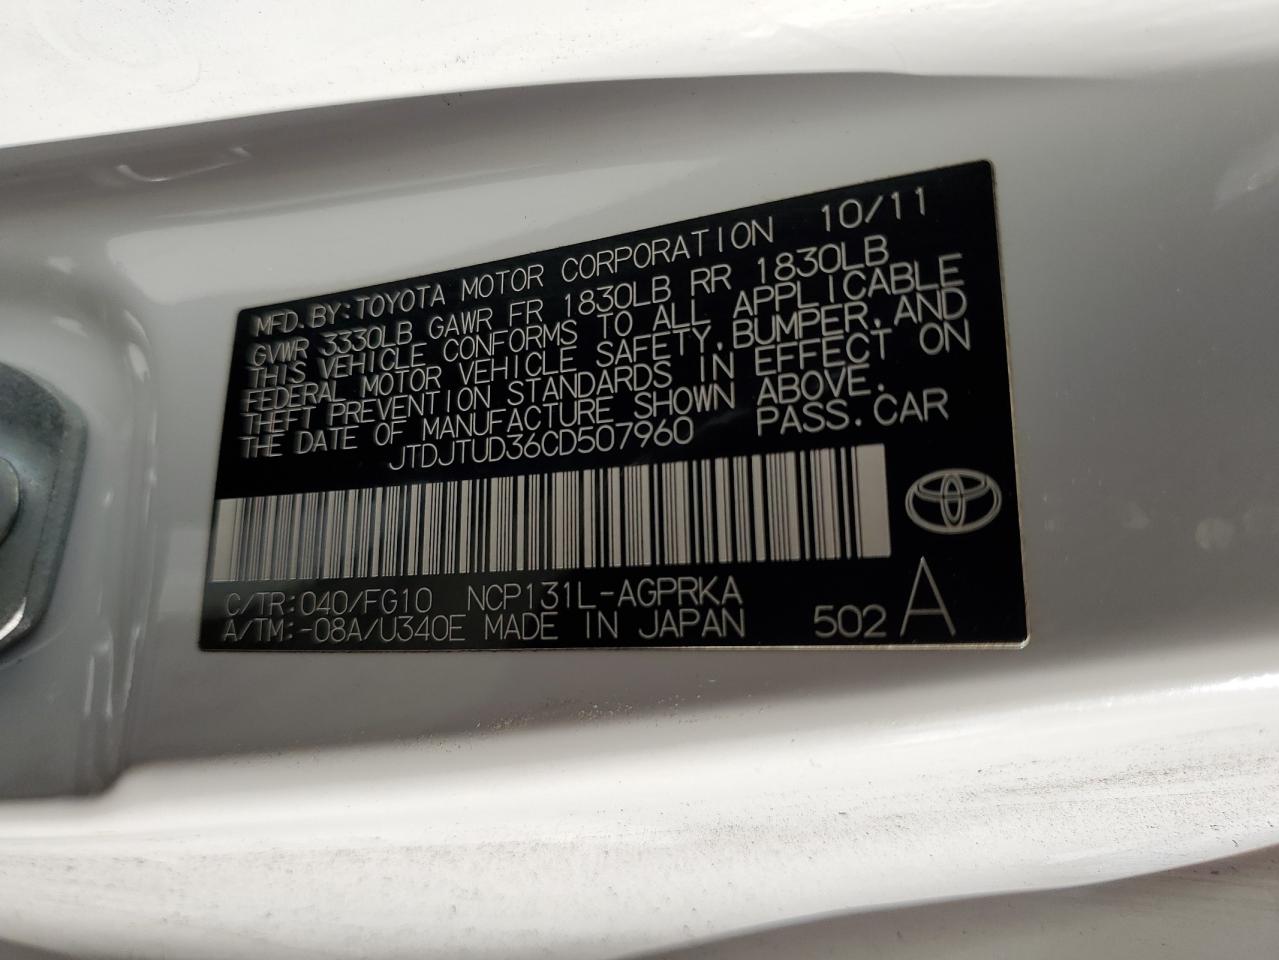 MFD. BY: TOYOTA MOTOR CORPORATION 10/11
GVWR 3330LB GAWR FR 1830LB RR 1830LB
THIS VEHICLE CONFORMS TO ALL APPLICABLE
FEDERAL MOTOR VEHICLE SAFETY, BUMPER, AND
THEFT PREVENTION STANDARDS IN EFFECT ON
THE DATE OF MANUFACTURE SHOWN ABOVE.
JTDJTUD36CD507960 PASS. CAR
C/TR: 040/FG10 NCP131L-AGPRKA
A/TM: -08A/U340E MADE IN JAPAN 502 A